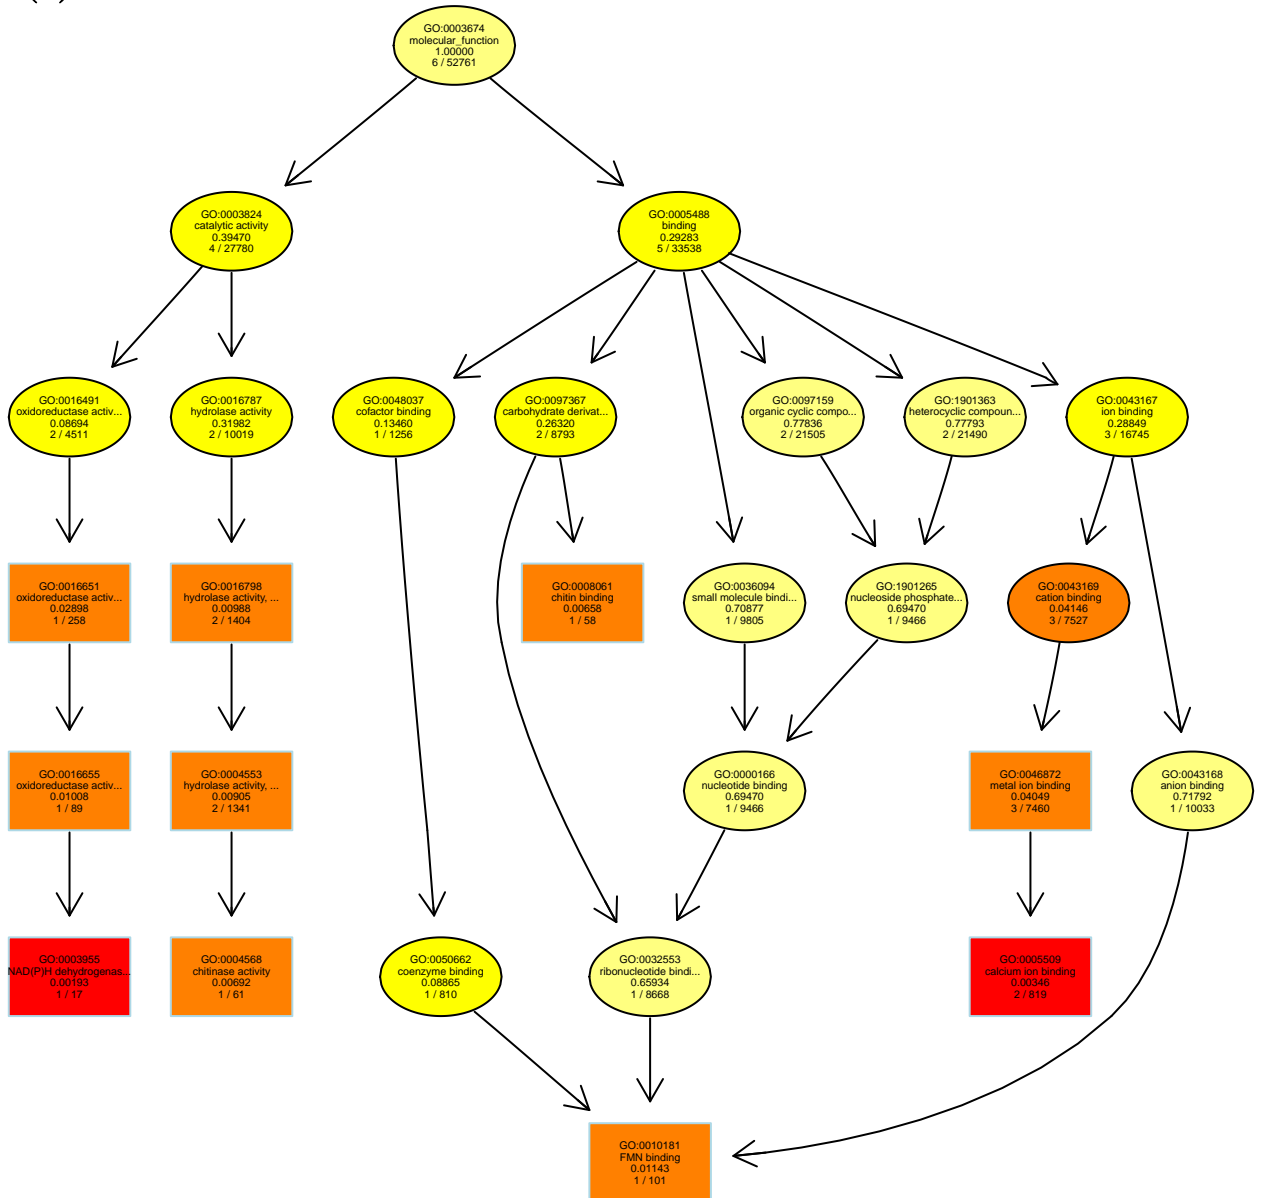 GO:0003674
molecular_function
1.00000
6 / 52761
GO:0003824
catalytic activity
0.39470
4 / 27780
GO:0005488
binding
0.29283
5 / 33538
GO:0016491
oxidoreductase activ...
0.08694
2 / 4511
GO:0016787
hydrolase activity
0.31982
2 / 10019
GO:0048037
cofactor binding
0.13460
1 / 1256
GO:0097367
carbohydrate derivat...
0.26320
2 / 8793
GO:0097159
organic cyclic compo...
0.77836
2 / 21505
GO:1901363
heterocyclic compoun...
0.77793
2 / 21490
GO:0043167
ion binding
0.28849
3 / 16745
GO:0016651
oxidoreductase activ...
0.02898
1 / 258
GO:0016798
hydrolase activity, ...
0.00988
2 / 1404
GO:0008061
chitin binding
0.00658
1 / 58
GO:0036094
small molecule bindi...
0.70877
1 / 9805
GO:1901265
nucleoside phosphate...
0.69470
1 / 9466
GO:0043169
cation binding
0.04146
3 / 7527
GO:0016655
oxidoreductase activ...
0.01008
1 / 89
GO:0004553
hydrolase activity, ...
0.00905
2 / 1341
GO:0000166
nucleotide binding
0.69470
1 / 9466
GO:0046872
metal ion binding
0.04049
3 / 7460
GO:0043168
anion binding
0.71792
1 / 10033
GO:0003955
NAD(P)H dehydrogenas...
0.00193
1 / 17
GO:0004568
chitinase activity
0.00692
1 / 61
GO:0050662
coenzyme binding
0.08865
1 / 810
GO:0032553
ribonucleotide bindi...
0.65934
1 / 8668
GO:0005509
calcium ion binding
0.00346
2 / 819
GO:0010181
FMN binding
0.01143
1 / 101